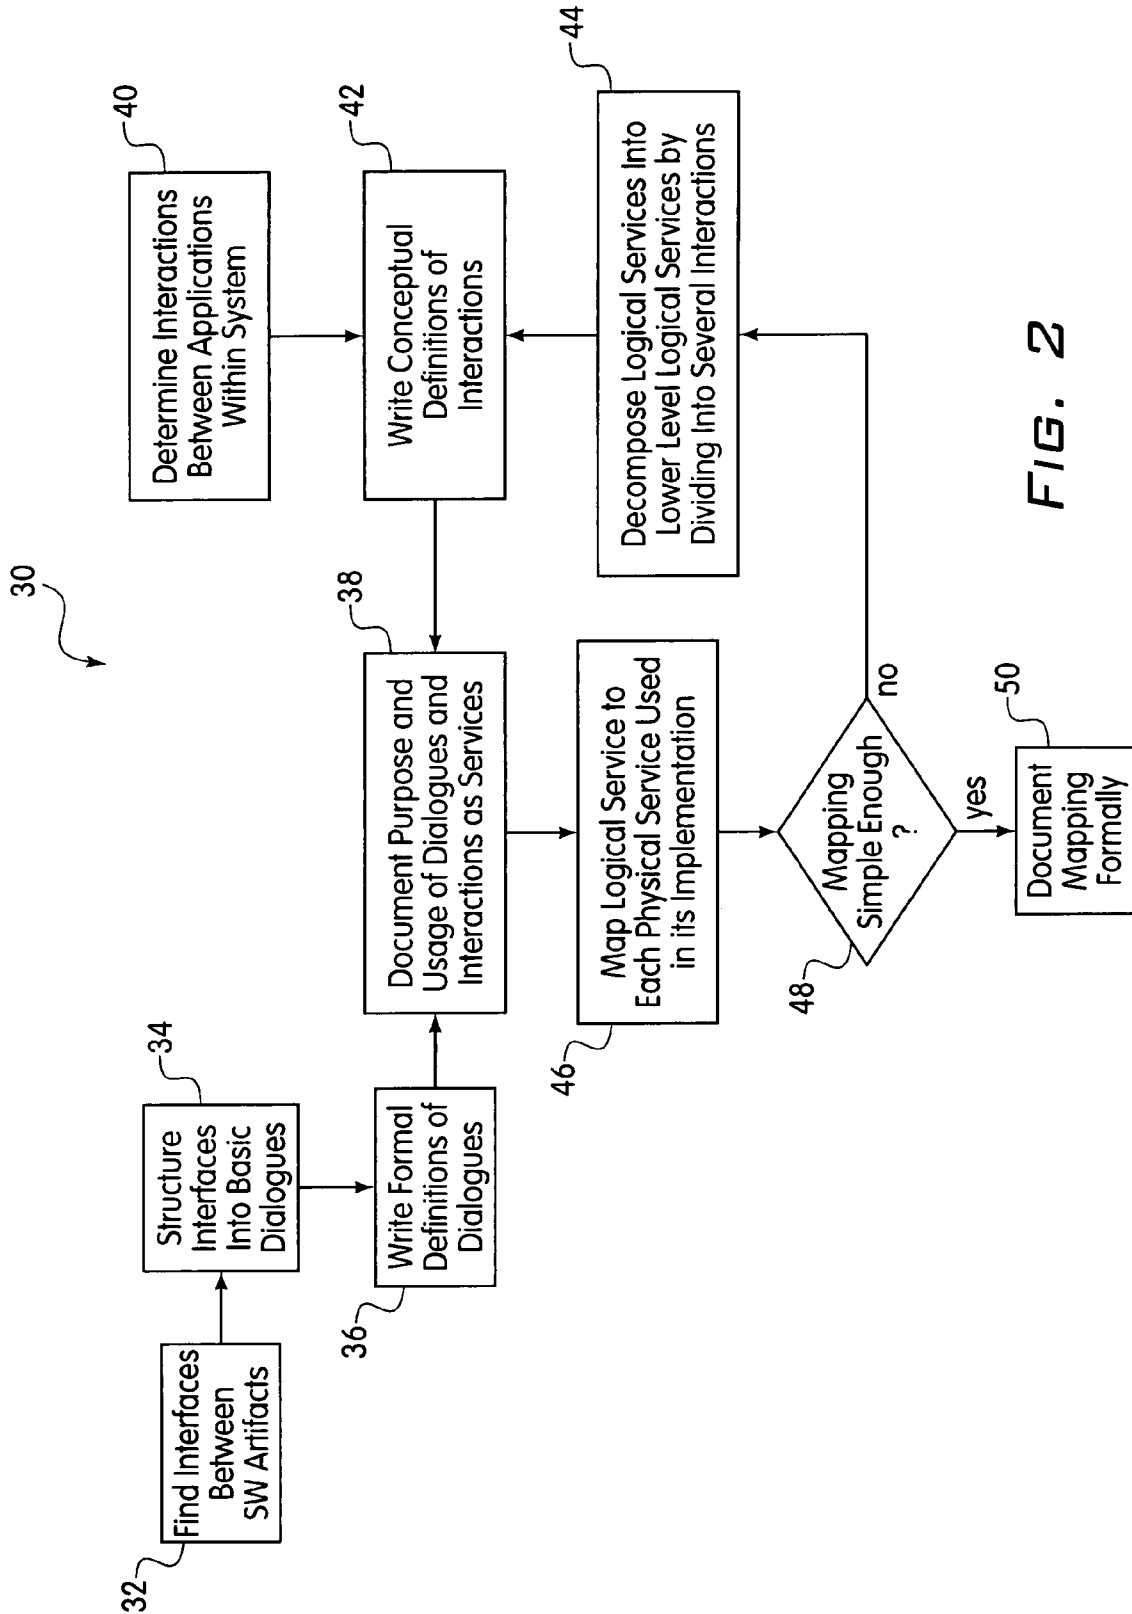 30
32
Find Interfaces
Between
SW Artifacts
34
Structure
Interfaces
Into Basic
Dialogues
36
Write Formal
Definitions of
Dialogues
38
Document Purpose and
Usage of Dialogues and
Interactions as Services
40
Determine Interactions
Between Applications
Within System
42
Write Conceptual
Definitions of
Interactions
44
Decompose Logical Services Into
Lower Level Logical Services by
Dividing Into Several Interactions
46
Map Logical Service to
Each Physical Service Used
in its Implementation
48
Mapping
Simple Enough
?
no
yes
50
Document
Mapping
Formally
FIG. 2